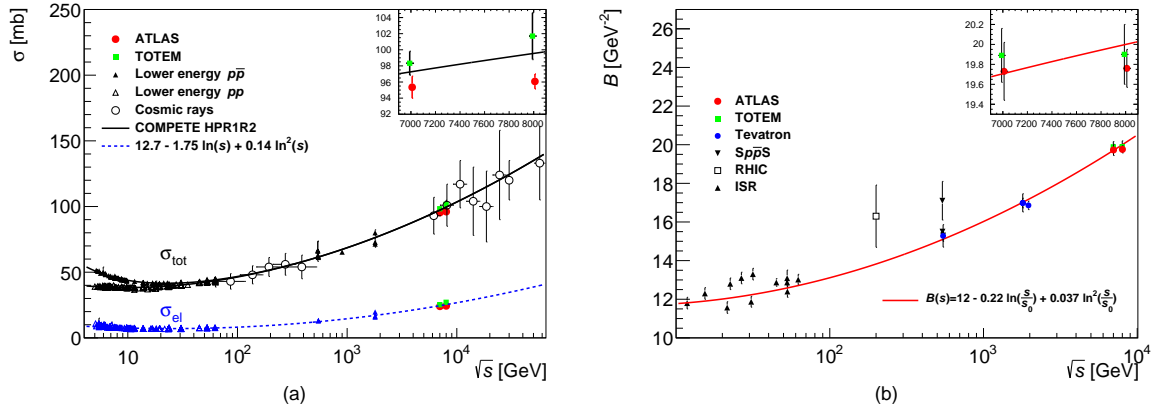 σ [mb]
250
200
150
100
50
0
ATLAS
TOTEM
Lower energy pp̅
Lower energy pp
Cosmic rays
COMPETE HPR1R2
12.7 - 1.75 ln(s) + 0.14 ln²(s)
104
102
100
98
96
94
92
7000 7200 7400 7600 7800 8000
σtot
σel
10 10² 10³ 10⁴
√s [GeV]
(a)
B [GeV⁻²]
26
24
22
20
18
16
14
12
10
ATLAS
TOTEM
Tevatron
Spp̅S
RHIC
ISR
20.2
20
19.8
19.6
19.4
7000 7200 7400 7600 7800 8000
B(s)=12 - 0.22 ln(s/s₀) + 0.037 ln²(s/s₀)
10² 10³ 10⁴
√s [GeV]
(b)